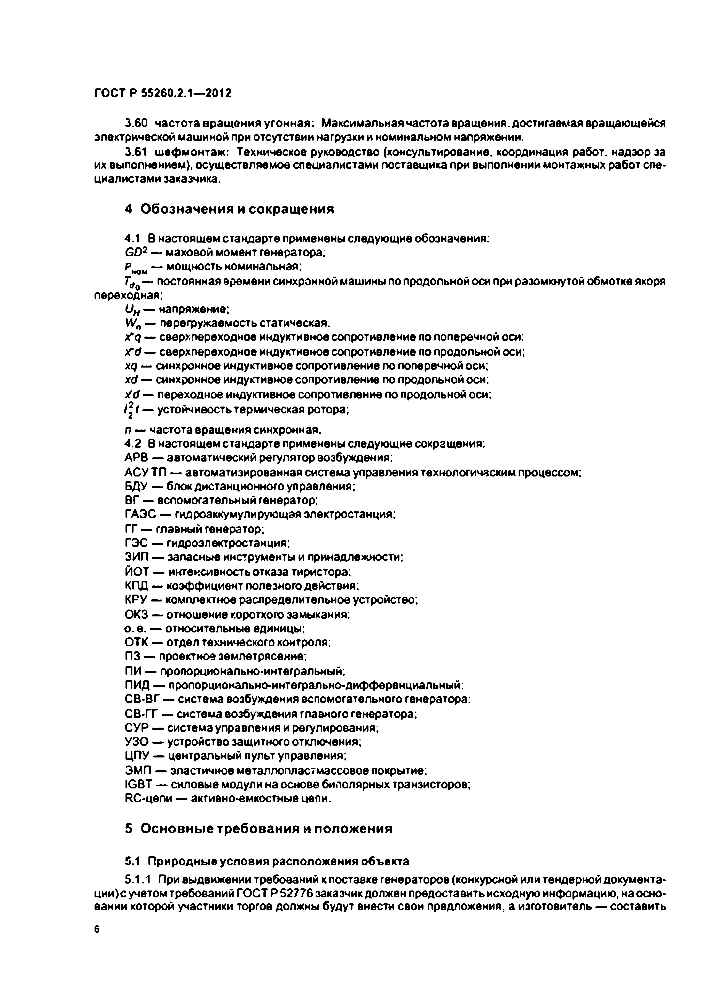 ГОСТ Р 55260.2.1—2012
3.60 частота вращения угонная: Максимальная частота вращения, достигаемая вращающейся
электрической машиной при отсутствии нагрузки и номинальном напряжении.
3.61 шефмонтаж: Техническое руководство (консультирование, координация работ, надзор за
их выполнением), осуществляемое специалистами поставщика при выполнении монтажных работ спе-
циалистами заказчика.
4 Обозначения и сокращения
4.1 В настоящем стандарте применены следующие обозначения:
GD² — маховой момент генератора;
Pном — мощность номинальная;
Td0 — постоянная времени синхронной машины по продольной оси при разомкнутой обмотке якоря
переходная;
UН — напряжение;
Wп — перегружаемость статическая.
x″q — сверхпереходное индуктивное сопротивление по поперечной оси;
x″d — сверхпереходное индуктивное сопротивление по продольной оси;
xq — синхронное индуктивное сопротивление по поперечной оси;
xd — синхронное индуктивное сопротивление по продольной оси;
x′d — переходное индуктивное сопротивление по продольной оси;
I₂²t — устойчивость термическая ротора;
n — частота вращения синхронная.
4.2 В настоящем стандарте применены следующие сокращения:
АРВ — автоматический регулятор возбуждения;
АСУ ТП — автоматизированная система управления технологическим процессом;
БДУ — блок дистанционного управления;
ВГ — вспомогательный генератор;
ГАЭС — гидроаккумулирующая электростанция;
ГГ — главный генератор;
ГЭС — гидроэлектростанция;
ЗИП — запасные инструменты и принадлежности;
ЙОТ — интенсивность отказа тиристора;
КПД — коэффициент полезного действия;
КРУ — комплектное распределительное устройство;
ОКЗ — отношение короткого замыкания;
о. е. — относительные единицы;
ОТК — отдел технического контроля;
ПЗ — проектное землетрясение;
ПИ — пропорционально-интегральный;
ПИД — пропорционально-интегрально-дифференциальный;
СВ-ВГ — система возбуждения вспомогательного генератора;
СВ-ГГ — система возбуждения главного генератора;
СУР — система управления и регулирования;
УЗО — устройство защитного отключения;
ЦПУ — центральный пульт управления;
ЭМП — эластичное металлопластмассовое покрытие;
IGBT — силовые модули на основе биполярных транзисторов;
RC-цепи — активно-емкостные цепи.
5 Основные требования и положения
5.1 Природные условия расположения объекта
5.1.1 При выдвижении требований к поставке генераторов (конкурсной или тендерной документа-
ции) с учетом требований ГОСТ Р 52776 заказчик должен предоставить исходную информацию, на осно-
вании которой участники торгов должны будут внести свои предложения, а изготовитель — составить
6